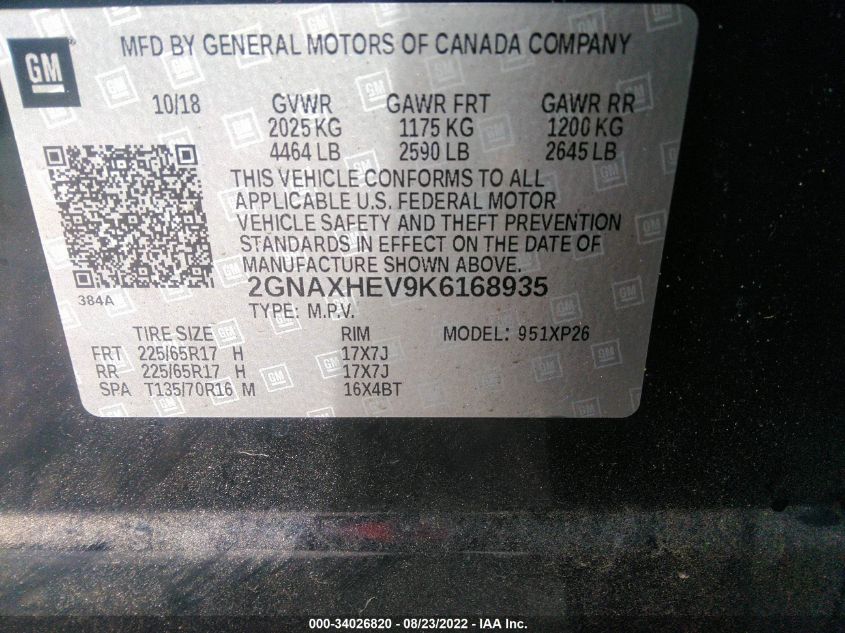 GM
MFD BY GENERAL MOTORS OF CANADA COMPANY
10/18 GVWR GAWR FRT GAWR RR
2025 KG 1175 KG 1200 KG
4464 LB 2590 LB 2645 LB
THIS VEHICLE CONFORMS TO ALL
APPLICABLE U.S. FEDERAL MOTOR
VEHICLE SAFETY AND THEFT PREVENTION
STANDARDS IN EFFECT ON THE DATE OF
MANUFACTURE SHOWN ABOVE.
384A
2GNAXHEV9K6168935
TYPE: M.P.V.
TIRE SIZE RIM MODEL: 951XP26
FRT 225/65R17 H 17X7J
RR 225/65R17 H 17X7J
SPA T135/70R16 M 16X4BT
000-34026820 - 08/23/2022 - IAA Inc.